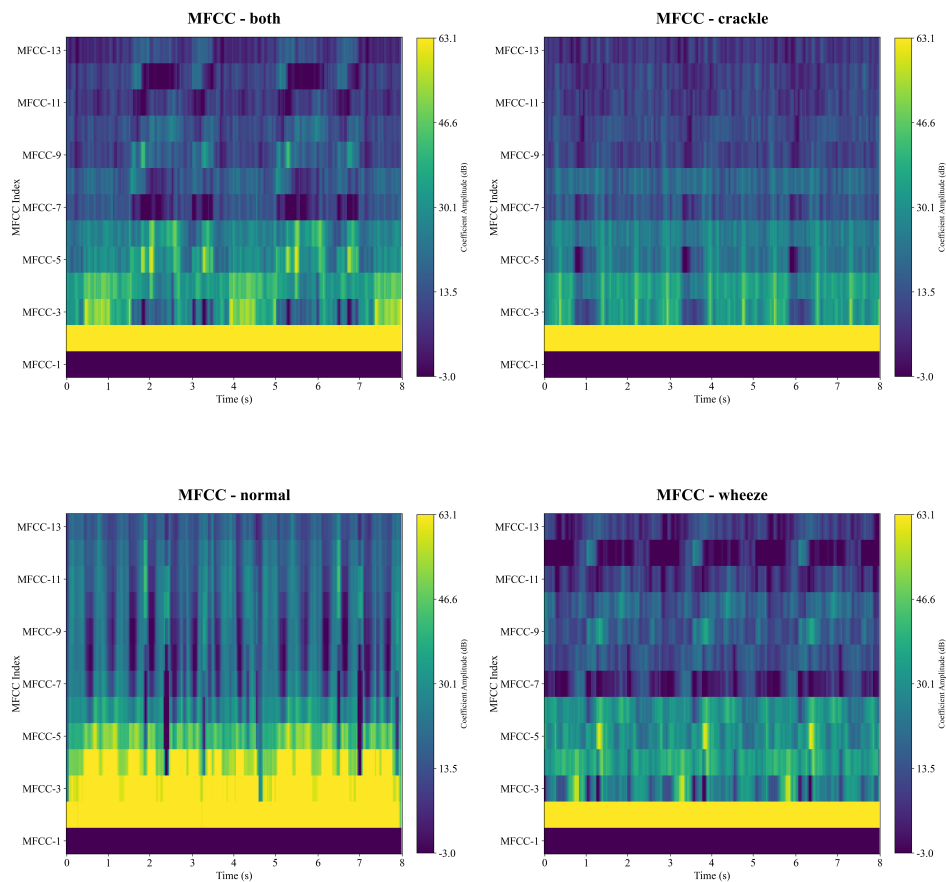 MFCC - both
MFCC - crackle
MFCC-13
MFCC-11
MFCC-9
MFCC-7
MFCC-5
MFCC-3
MFCC-1
MFCC Index
0 1 2 3 4 5 6 7 8
Time (s)
63.1
46.6
30.1
13.5
-3.0
Coefficient Amplitude (dB)
MFCC-13
MFCC-11
MFCC-9
MFCC-7
MFCC-5
MFCC-3
MFCC-1
MFCC Index
0 1 2 3 4 5 6 7 8
Time (s)
63.1
46.6
30.1
13.5
-3.0
Coefficient Amplitude (dB)
MFCC - normal
MFCC - wheeze
MFCC-13
MFCC-11
MFCC-9
MFCC-7
MFCC-5
MFCC-3
MFCC-1
MFCC Index
0 1 2 3 4 5 6 7 8
Time (s)
63.1
46.6
30.1
13.5
-3.0
Coefficient Amplitude (dB)
MFCC-13
MFCC-11
MFCC-9
MFCC-7
MFCC-5
MFCC-3
MFCC-1
MFCC Index
0 1 2 3 4 5 6 7 8
Time (s)
63.1
46.6
30.1
13.5
-3.0
Coefficient Amplitude (dB)